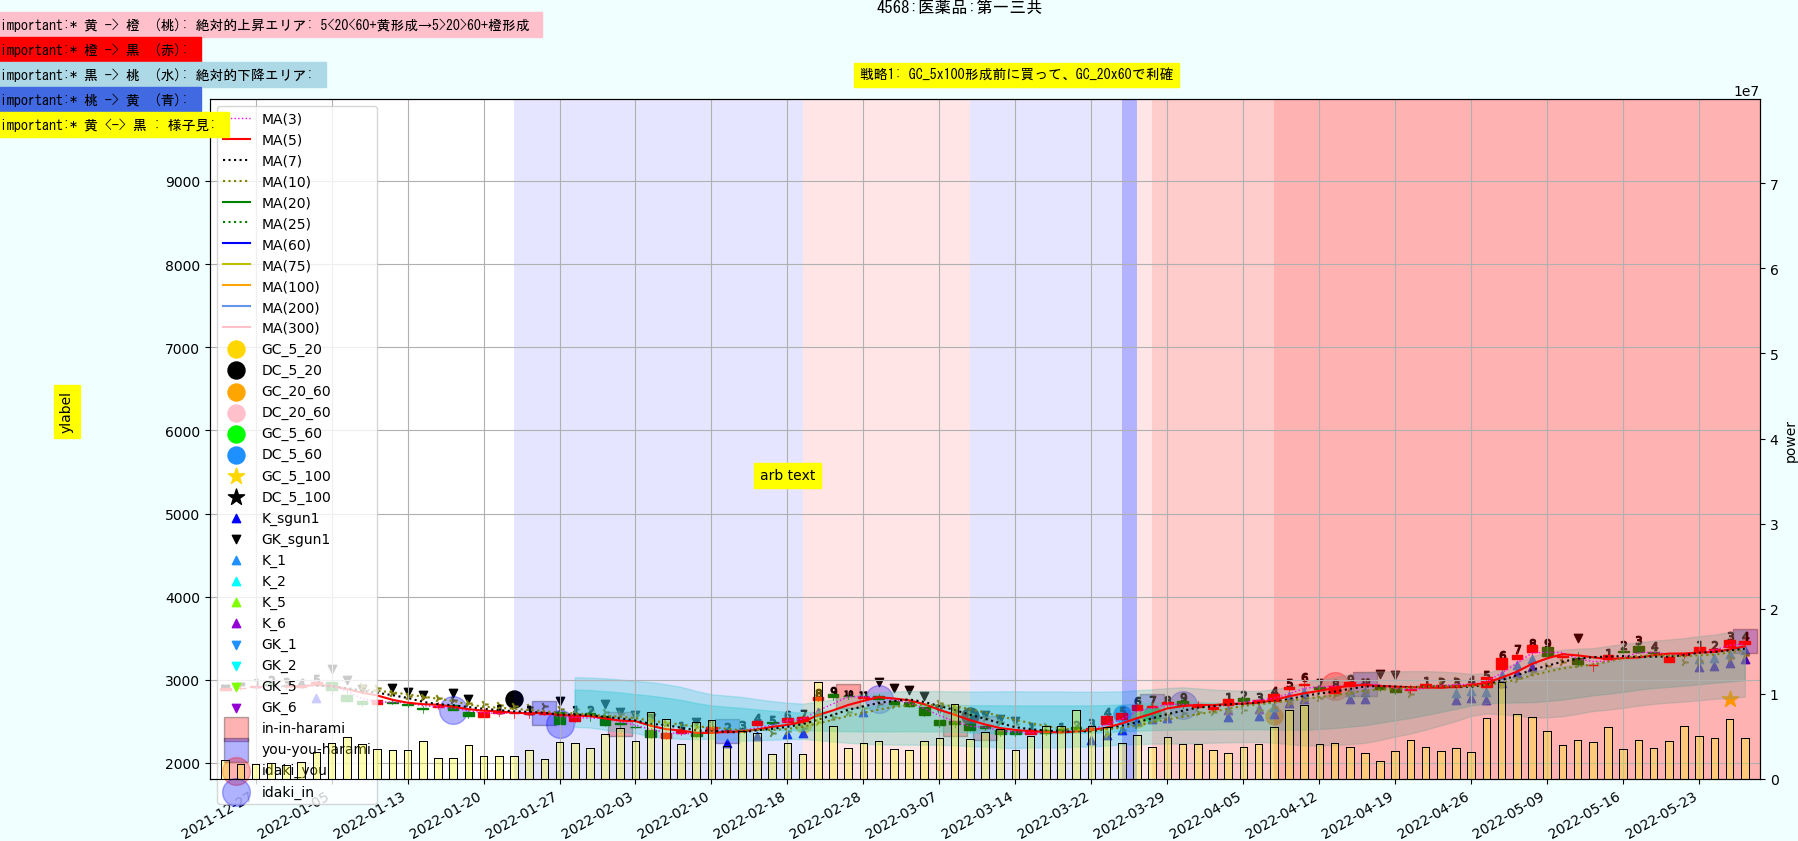 4568:医薬品:第一三共
important:* 黄 -> 橙 (桃): 絶対的上昇エリア: 5<20<60+黄形成→5>20>60+橙形成
important:* 橙 -> 黒 (赤):
important:* 黒 -> 桃 (水): 絶対的下降エリア:
戦略1: GC_5x100形成前に買って、GC_20x60で利確
important:* 桃 -> 黄 (青):
important:* 黄 <-> 黒 : 様子見:
1e7
MA(3)
MA(5)
MA(7)
MA(10)
MA(20)
MA(25)
MA(60)
MA(75)
MA(100)
MA(200)
MA(300)
GC_5_20
DC_5_20
GC_20_60
DC_20_60
GC_5_60
DC_5_60
GC_5_100
DC_5_100
K_sgun1
GK_sgun1
K_1
K_2
K_5
K_6
GK_1
GK_2
GK_5
GK_6
in-in-harami
you-you-harami
idaki_you
idaki_in
9000
8000
7000
6000
5000
4000
3000
2000
ylabel
arb text
7
6
5
4
3
2
1
0
power
2021-12-27
2022-01-05
2022-01-13
2022-01-20
2022-01-27
2022-02-03
2022-02-10
2022-02-18
2022-02-28
2022-03-07
2022-03-14
2022-03-22
2022-03-29
2022-04-05
2022-04-12
2022-04-19
2022-04-26
2022-05-09
2022-05-16
2022-05-23